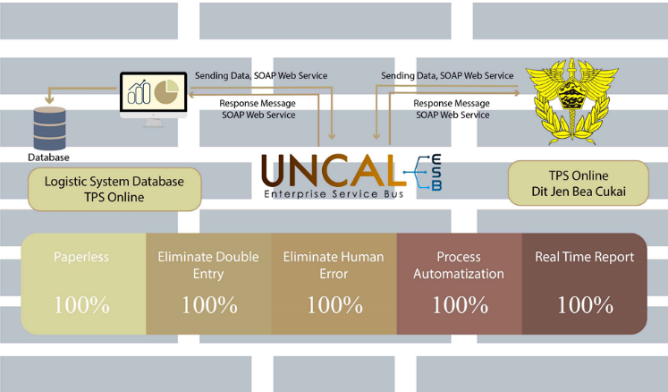 Sending Data, SOAP Web Service
Response Message
SOAP Web Service
Sending Data, SOAP Web Service
Response Message
SOAP Web Service
Database
Logistic System Database
TPS Online
UNCAL
ESB
Enterprise Service Bus
TPS Online
Dit Jen Bea Cukai
Paperless
100%
Eliminate Double
Entry
100%
Eliminate Human
Error
100%
Process
Automatization
100%
Real Time Report
100%